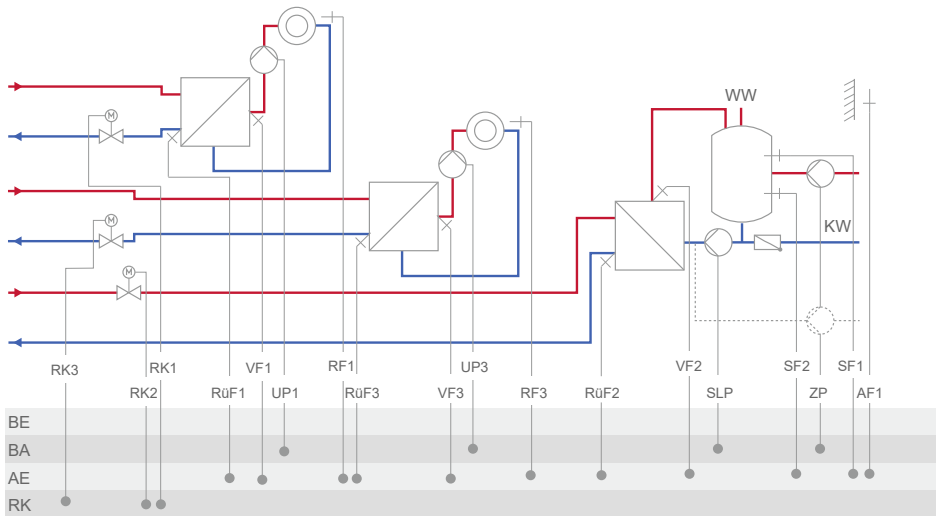 WW
M
M
KW
M
RK3
RK1
VF1
RF1
UP3
VF2
SF2
SF1
RK2
RüF1
UP1
RüF3
VF3
RF3
RüF2
SLP
ZP
AF1
BE
BA
AE
RK